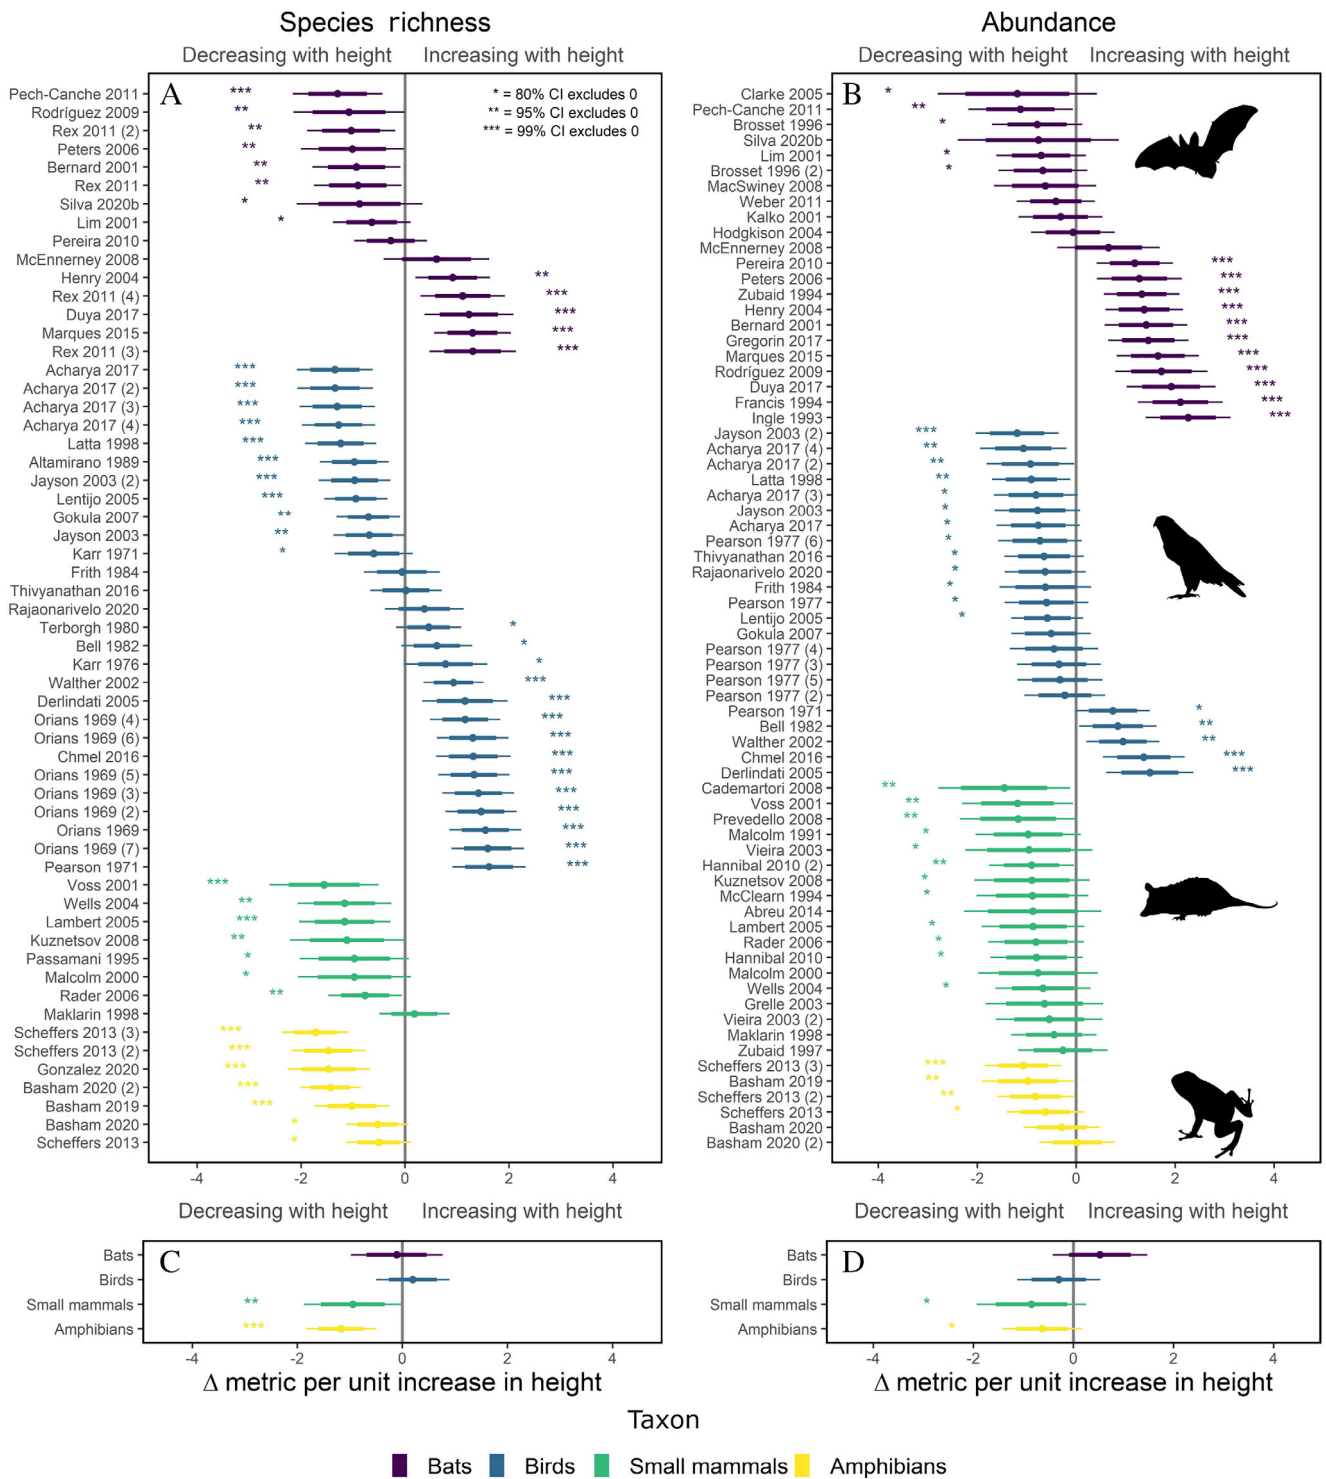 Species richness
Decreasing with height Increasing with height
A
* = 80% CI excludes 0
** = 95% CI excludes 0
*** = 99% CI excludes 0
Pech-Canche 2011 ***
Rodríguez 2009 **
Rex 2011 (2) **
Peters 2006 **
Bernard 2001 **
Rex 2011 **
Silva 2020b *
Lim 2001 *
Pereira 2010
McEnnerney 2008
Henry 2004 **
Rex 2011 (4) ***
Duya 2017 ***
Marques 2015 ***
Rex 2011 (3) ***
Acharya 2017 ***
Acharya 2017 (2) ***
Acharya 2017 (3) ***
Acharya 2017 (4) ***
Latta 1998 ***
Altamirano 1989 ***
Jayson 2003 (2) ***
Lentijo 2005 ***
Gokula 2007 **
Jayson 2003 **
Karr 1971 *
Frith 1984
Thivyanathan 2016
Rajaonarivelo 2020
Terborgh 1980 *
Bell 1982 *
Karr 1976 *
Walther 2002 ***
Derlindati 2005 ***
Orians 1969 (4) ***
Orians 1969 (6) ***
Chmel 2016 ***
Orians 1969 (5) ***
Orians 1969 (3) ***
Orians 1969 (2) ***
Orians 1969 ***
Orians 1969 (7) ***
Pearson 1971 ***
Voss 2001 ***
Wells 2004 **
Lambert 2005 ***
Kuznetsov 2008 **
Passamani 1995 *
Malcolm 2000 *
Rader 2006 **
Maklarin 1998
Scheffers 2013 (3) ***
Scheffers 2013 (2) ***
Gonzalez 2020 ***
Basham 2020 (2) ***
Basham 2019 ***
Basham 2020 *
Scheffers 2013 *
-4 -2 0 2 4
Abundance
Decreasing with height Increasing with height
B
Clarke 2005 *
Pech-Canche 2011 **
Brosset 1996 *
Silva 2020b
Lim 2001 *
Brosset 1996 (2) *
MacSwiney 2008
Weber 2011
Kalko 2001
Hodgkison 2004
McEnnerney 2008
Pereira 2010 ***
Peters 2006 ***
Zubaid 1994 ***
Henry 2004 ***
Bernard 2001 ***
Gregorin 2017 ***
Marques 2015 ***
Rodríguez 2009 ***
Duya 2017 ***
Francis 1994 ***
Ingle 1993 ***
Jayson 2003 (2) ***
Acharya 2017 (4) **
Acharya 2017 (2) **
Latta 1998 **
Acharya 2017 (3) *
Jayson 2003 *
Acharya 2017 *
Pearson 1977 (6) *
Thivyanathan 2016 *
Rajaonarivelo 2020 *
Frith 1984 *
Pearson 1977 *
Lentijo 2005 *
Gokula 2007
Pearson 1977 (4)
Pearson 1977 (3)
Pearson 1977 (5)
Pearson 1977 (2)
Pearson 1971 *
Bell 1982 **
Walther 2002 **
Chmel 2016 ***
Derlindati 2005 ***
Cademartori 2008 **
Voss 2001 **
Prevedello 2008 **
Malcolm 1991 *
Vieira 2003 *
Hannibal 2010 (2) **
Kuznetsov 2008 *
McClearn 1994 *
Abreu 2014
Lambert 2005 *
Rader 2006 *
Hannibal 2010 *
Malcolm 2000
Wells 2004 *
Grelle 2003
Vieira 2003 (2)
Maklarin 1998
Zubaid 1997
Scheffers 2013 (3) ***
Basham 2019 **
Scheffers 2013 (2) **
Scheffers 2013 *
Basham 2020
Basham 2020 (2)
-4 -2 0 2 4
Decreasing with height Increasing with height
C
Bats
Birds
Small mammals **
Amphibians ***
-4 -2 0 2 4
Δ metric per unit increase in height
Decreasing with height Increasing with height
D
Bats
Birds
Small mammals *
Amphibians *
-4 -2 0 2 4
Δ metric per unit increase in height
Taxon
Bats Birds Small mammals Amphibians